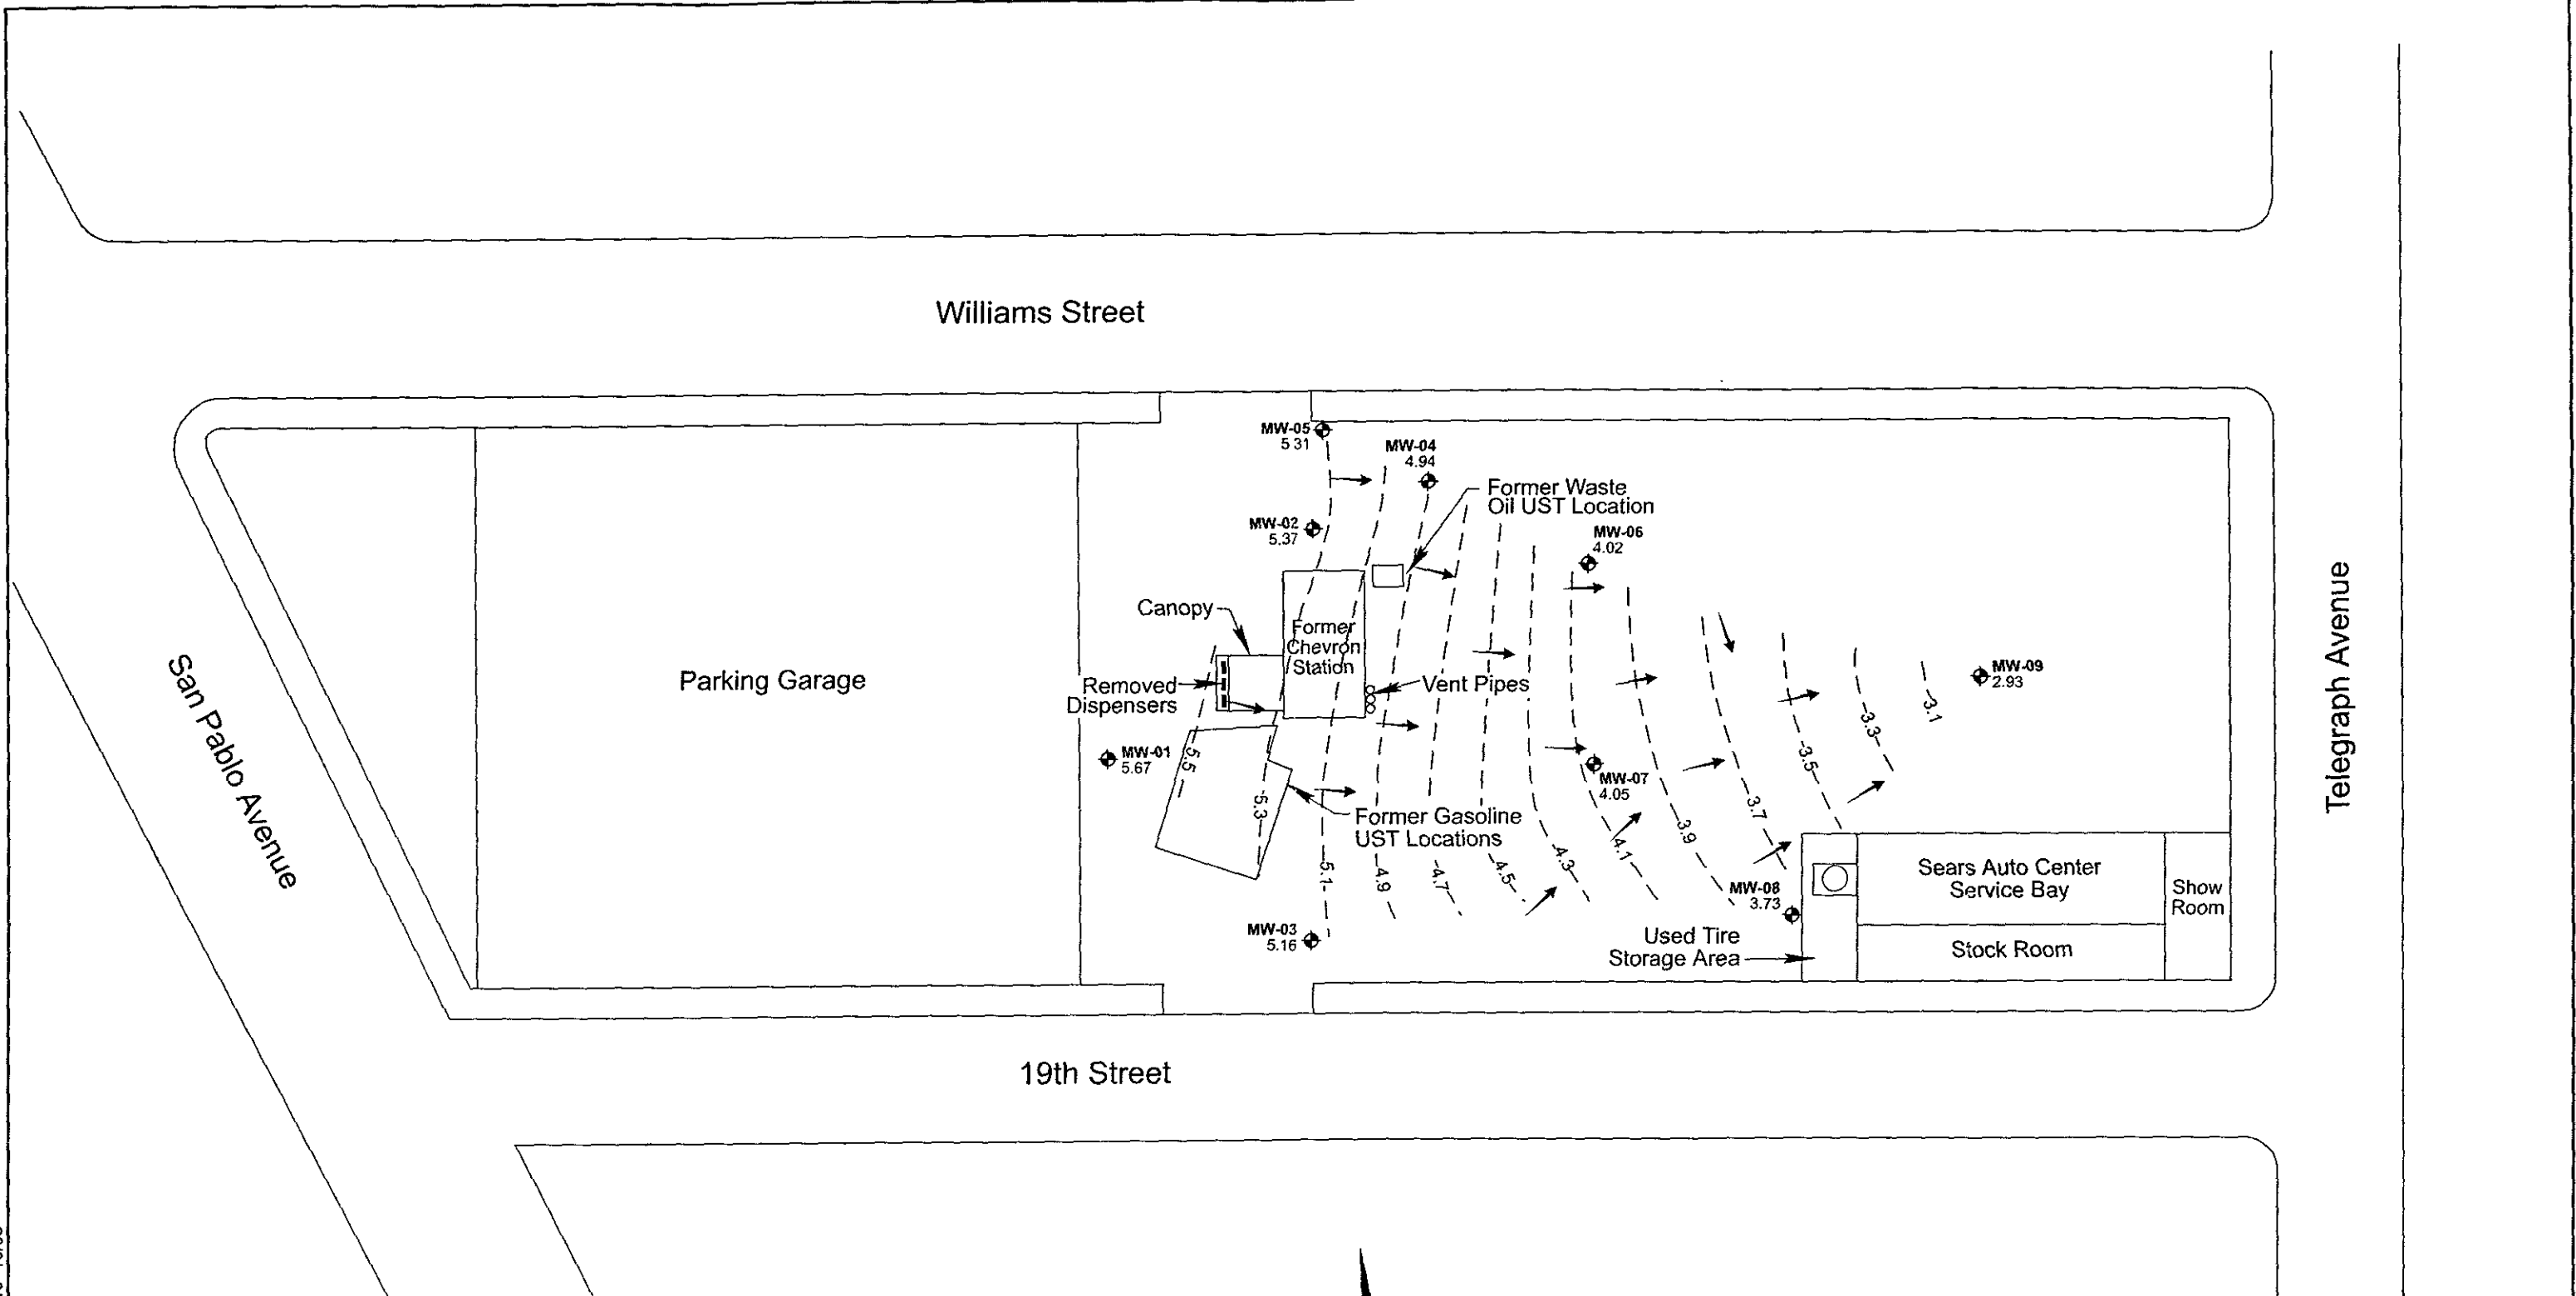 Williams Street
MW-05
5 31
MW-04
4.94
Former Waste
Oil UST Location
MW-02
5.37
MW-06
4.02
Canopy
Former
Chevron
Station
Removed
Dispensers
Vent Pipes
Parking Garage
San Pablo Avenue
Telegraph Avenue
MW-09
2.93
MW-01
5.67
MW-07
4.05
Former Gasoline
UST Locations
5.5
5.3
5.1
4.9
4.7
4.5
4.3
4.1
3.9
3.7
3.5
3.3
3.1
MW-08
3.73
MW-03
5.16
Used Tire
Storage Area
Sears Auto Center
Service Bay
Stock Room
Show
Room
19th Street